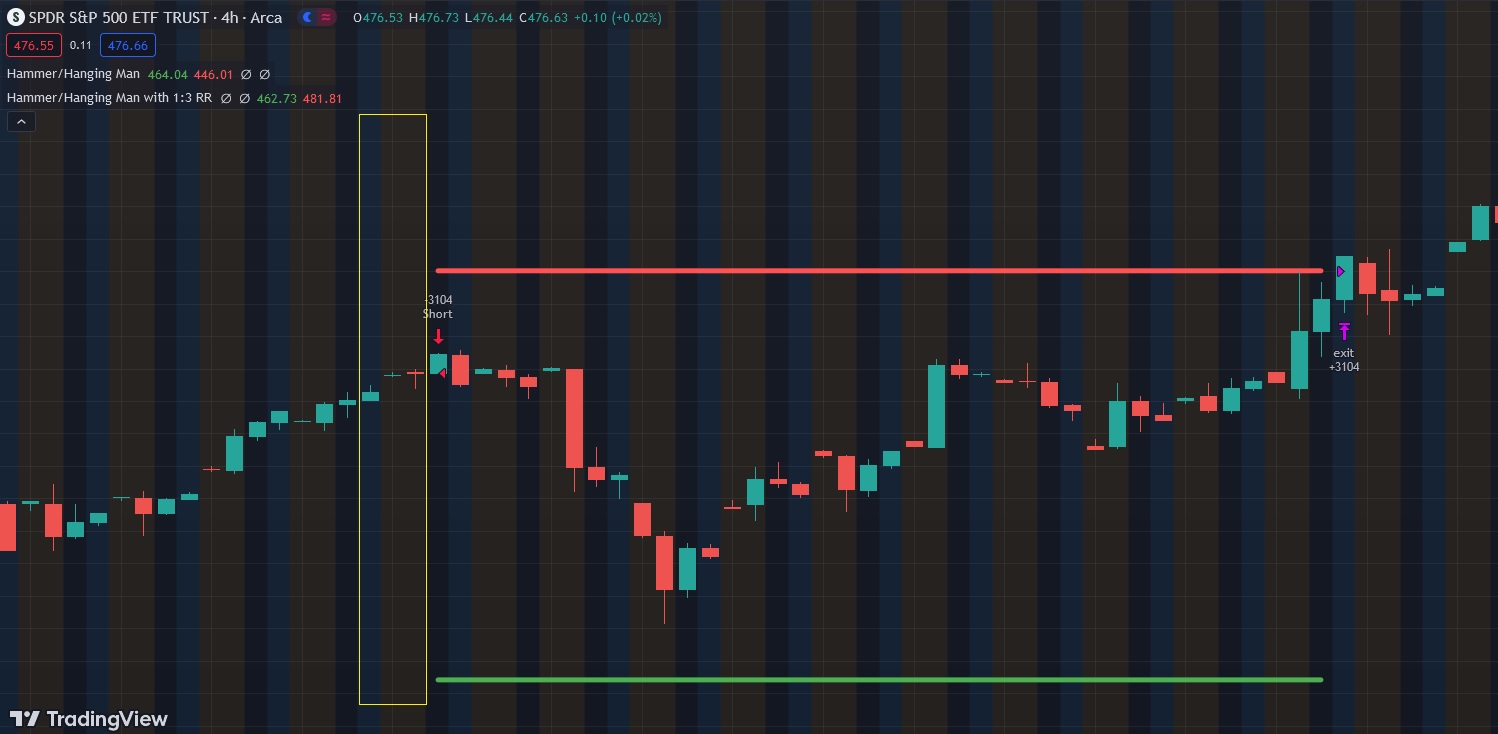 S SPDR S&P 500 ETF TRUST · 4h · Arca O476.53 H476.73 L476.44 C476.63 +0.10 (+0.02%)
476.55 0.11 476.66
Hammer/Hanging Man 464.04 446.01 Ø Ø
Hammer/Hanging Man with 1:3 RR Ø Ø 462.73 481.81
-3104
Short
exit
+3104
TradingView